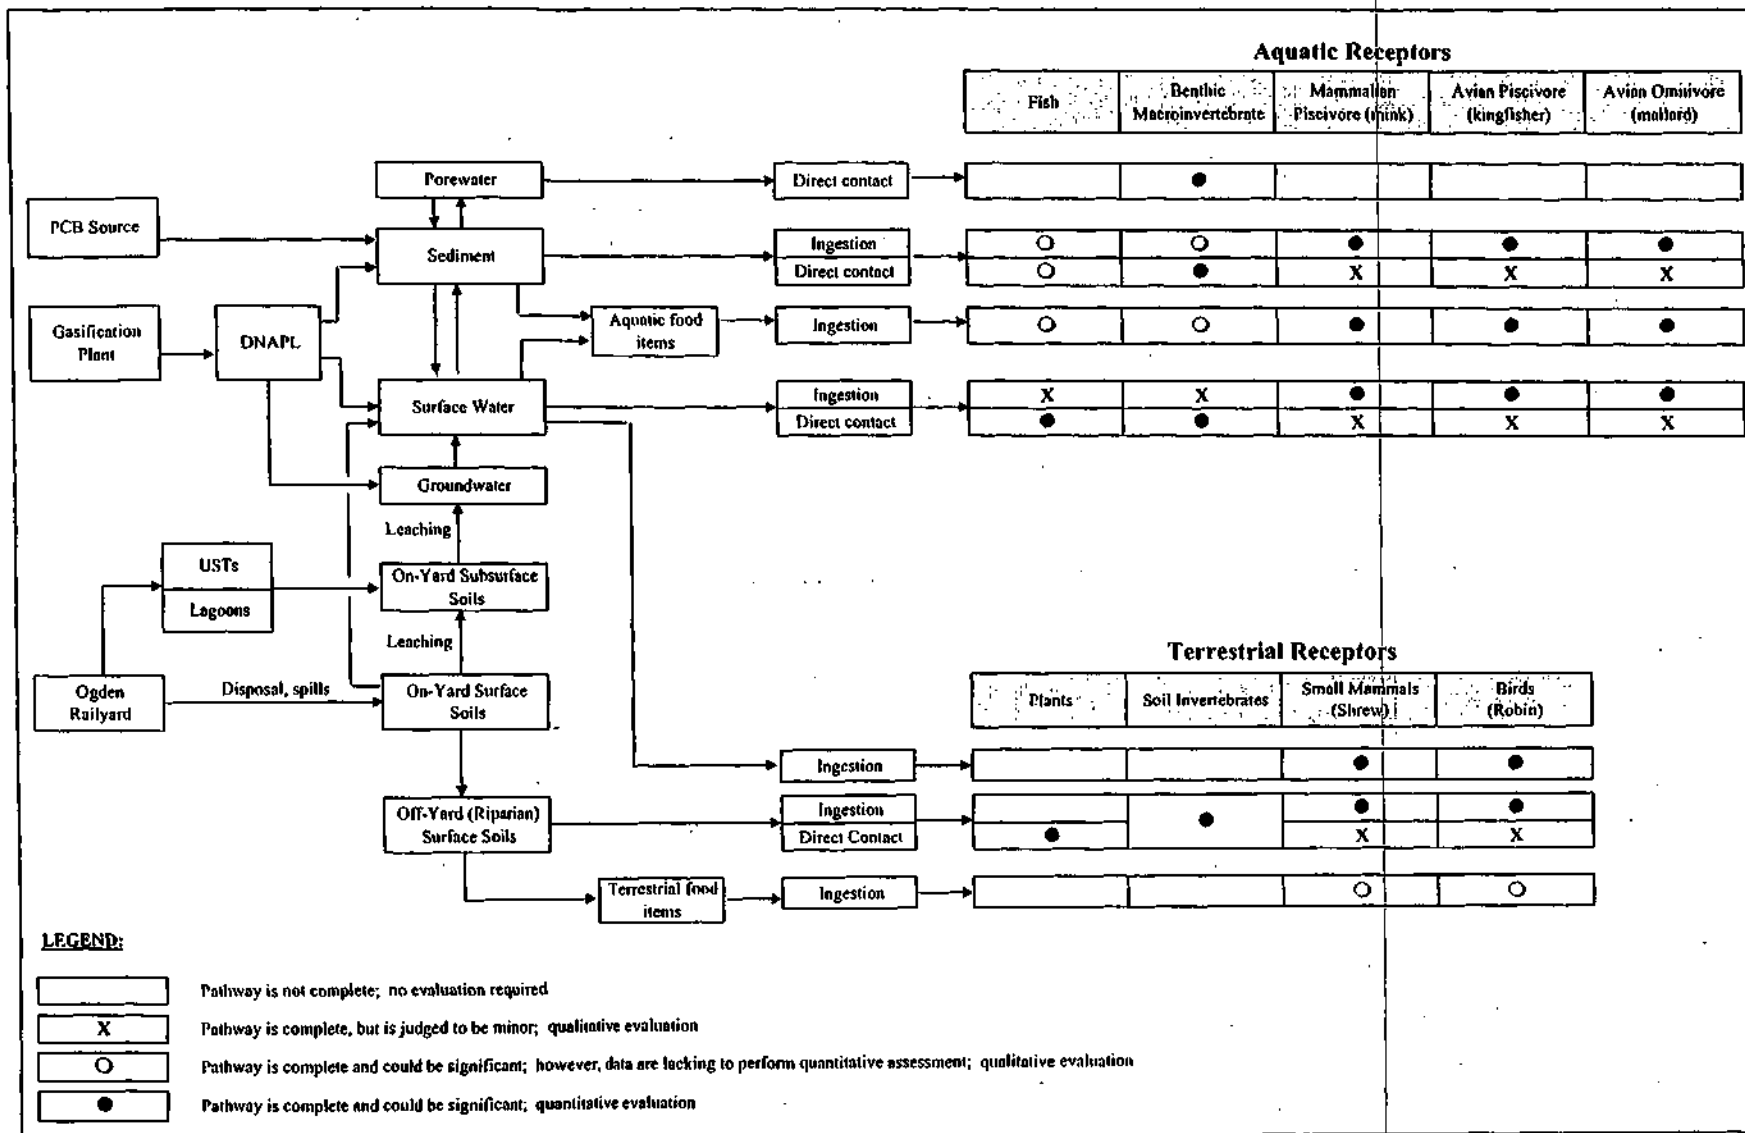 Aquatic Receptors
Fish
Benthic
Macroinvertebrate
Mammalian
Piscivore (mink)
Avian Piscivore
(kingfisher)
Avian Omnivore
(mallard)
Porewater
Direct contact
●
PCB Source
Sediment
Ingestion
O O ● ● ●
Direct contact
O ● X X X
Gasification
Plant
DNAPL
Aquatic food
items
Ingestion
O O ● ● ●
Surface Water
Ingestion
X X ● ● ●
Direct contact
● ● X X X
Groundwater
Leaching
USTs
Lagoons
On-Yard Subsurface
Soils
Leaching
Ogden
Railyard
Disposal, spills
On-Yard Surface
Soils
Terrestrial Receptors
Plants
Soil Invertebrates
Small Mammals
(Shrew)
Birds
(Robin)
Ingestion
● ●
Off-Yard (Riparian)
Surface Soils
Ingestion
● ●
Direct Contact
● ● X X
Terrestrial food
items
Ingestion
O O
LEGEND:
Pathway is not complete; no evaluation required
X Pathway is complete, but is judged to be minor; qualitative evaluation
O Pathway is complete and could be significant; however, data are lacking to perform quantitative assessment; qualitative evaluation
● Pathway is complete and could be significant; quantitative evaluation